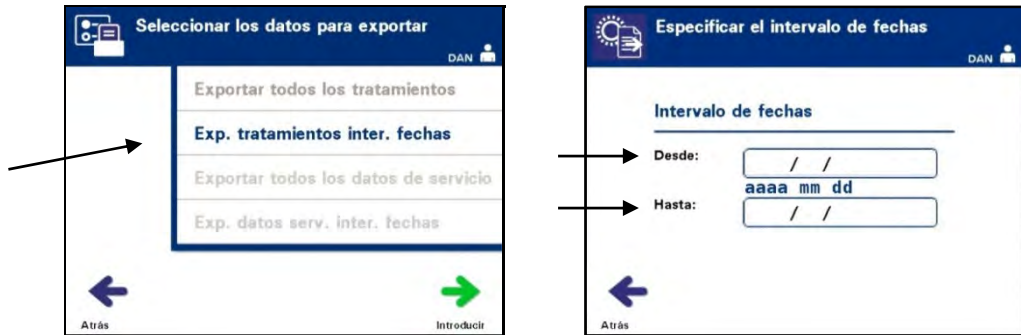 Seleccionar los datos para exportar
DAN
Exportar todos los tratamientos
Exp. tratamientos inter. fechas
Exportar todos los datos de servicio
Exp. datos serv. inter. fechas
Atrás
Introducir
Especificar el intervalo de fechas
DAN
Intervalo de fechas
Desde:
/ /
aaaa mm dd
Hasta:
/ /
Atrás